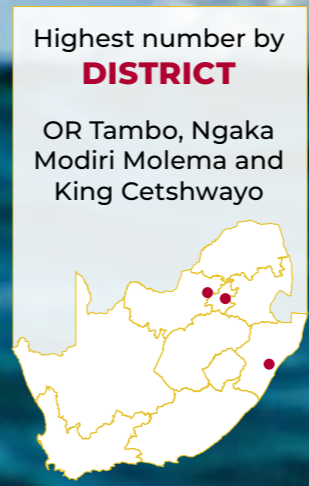 Highest number by
DISTRICT
OR Tambo, Ngaka
Modiri Molema and
King Cetshwayo